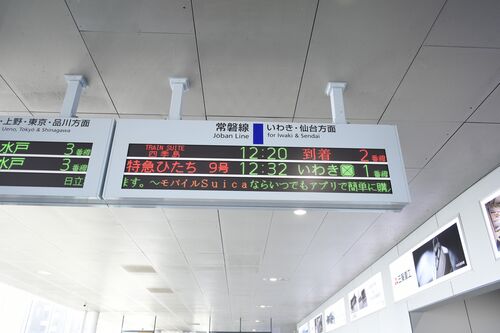 ・上野・東京・品川方面
Ueno, Tokyo & Shinagawa
水戸 3番線
水戸 3番線
日立
常磐線 いわき・仙台方面
Joban Line for Iwaki & Sendai
TRAIN SUITE
四季島 12:20 到着 2番線
特急ひたち 9号 12:32 いわき 1番線
ます。～モバイルSuicaならいつでもアプリで簡単に購